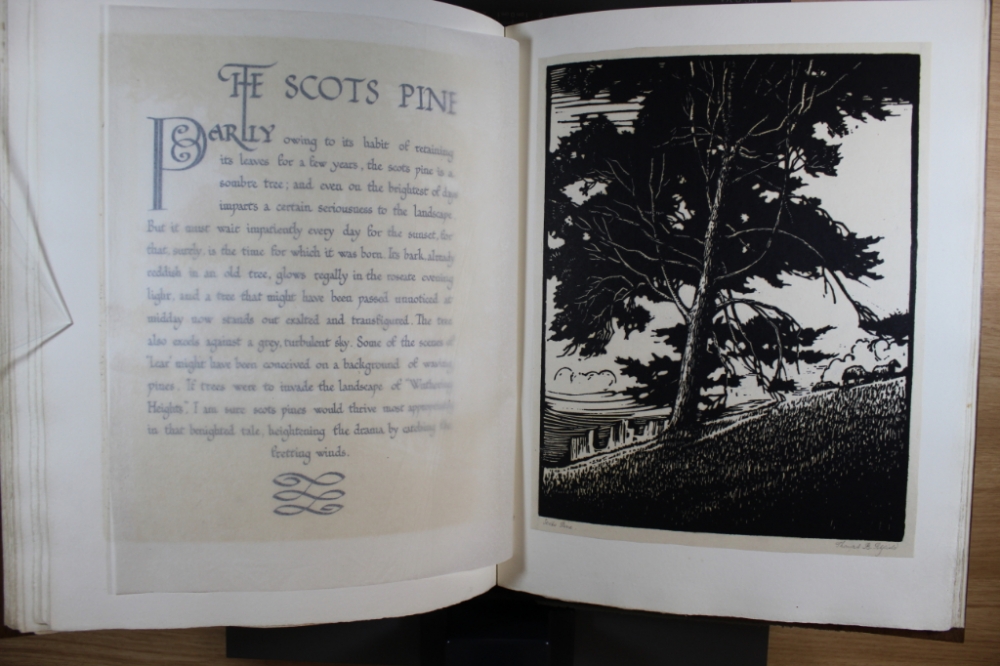 THE SCOTS PINE
PARTLY owing to its habit of retaining
its leaves for a few years, the scots pine is a
sombre tree; and even on the brightest of days
imparts a certain seriousness to the landscape.
But it must wait impatiently every day for the sunset, for
that, surely, is the time for which it was born. Its bark, already
reddish in an old tree, glows regally in the roseate evening
light, and a tree that might have been passed unnoticed at
midday now stands out exalted and transfigured. The tree
also excels against a grey, turbulent sky. Some of the scenes of
"Lear" might have been conceived on a background of waving
pines. If trees were to invade the landscape of "Wuthering
Heights," I am sure scots pines would thrive most appropriately
in that benighted tale, heightening the drama by catching the
fretting winds.
Scots Pine